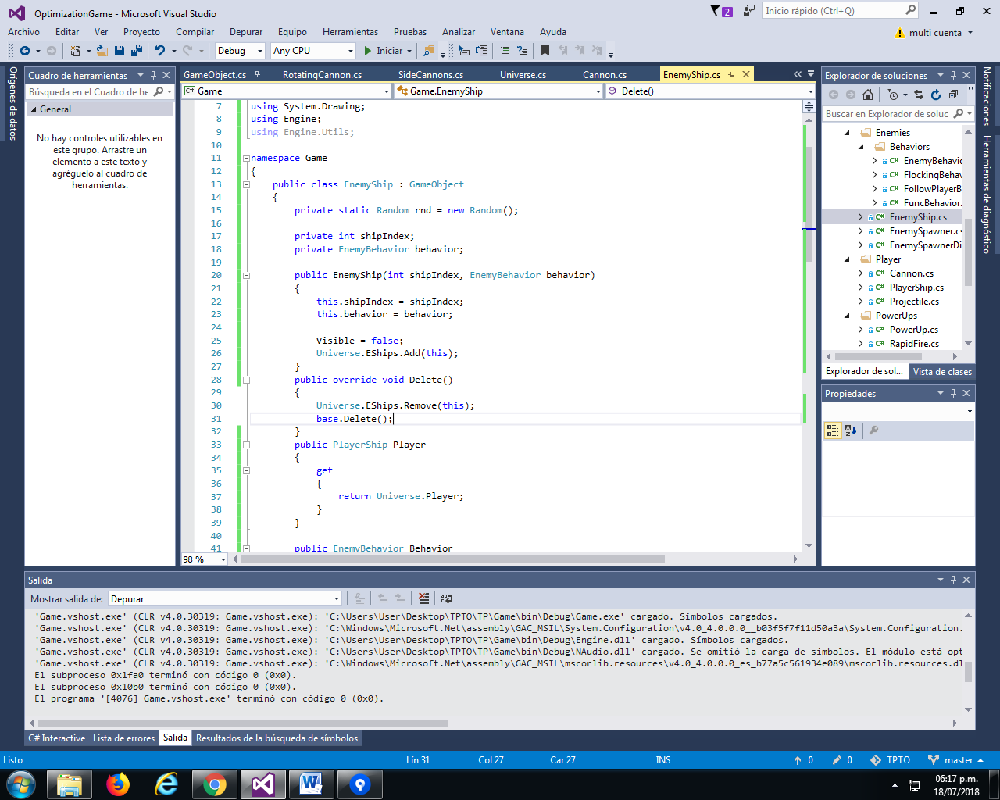 OptimizationGame - Microsoft Visual Studio
2
Inicio rápido (Ctrl+Q)
Archivo Editar Ver Proyecto Compilar Depurar Equipo Herramientas Pruebas Analizar Ventana Ayuda
multi cuenta
Debug Any CPU Iniciar
Orígenes de datos
Cuadro de herramientas
Búsqueda en el Cuadro de he
General
No hay controles utilizables en
este grupo. Arrastre un
elemento a este texto y
agréguelo al cuadro de
herramientas.
GameObject.cs RotatingCannon.cs SideCannons.cs Universe.cs Cannon.cs EnemyShip.cs
Game Game.EnemyShip Delete()
7 using System.Drawing;
8 using Engine;
9 using Engine.Utils;
10
11 namespace Game
12 {
13 public class EnemyShip : GameObject
14 {
15 private static Random rnd = new Random();
16
17 private int shipIndex;
18 private EnemyBehavior behavior;
19
20 public EnemyShip(int shipIndex, EnemyBehavior behavior)
21 {
22 this.shipIndex = shipIndex;
23 this.behavior = behavior;
24
25 Visible = false;
26 Universe.EShips.Add(this);
27 }
28 public override void Delete()
29 {
30 Universe.EShips.Remove(this);
31 base.Delete();
32 }
33 public PlayerShip Player
34 {
35 get
36 {
37 return Universe.Player;
38 }
39 }
40
41 public EnemyBehavior Behavior
98 %
Explorador de soluciones
Buscar en Explorador de soluc
Enemies
Behaviors
C# EnemyBehavio
C# FlockingBehav
C# FollowPlayerB
C# FuncBehavior.
C# EnemyShip.cs
C# EnemySpawner.cs
C# EnemySpawnerDi
Player
C# Cannon.cs
C# PlayerShip.cs
C# Projectile.cs
PowerUps
C# PowerUp.cs
C# RapidFire.cs
Explorador de sol... Vista de clases
Propiedades
Notificaciones
Herramientas de diagnóstico
Salida
Mostrar salida de: Depurar
'Game.vshost.exe' (CLR v4.0.30319: Game.vshost.exe): 'C:\Users\User\Desktop\TPTO\TP\Game\bin\Debug\Game.exe' cargado. Símbolos cargados.
'Game.vshost.exe' (CLR v4.0.30319: Game.vshost.exe): 'C:\Windows\Microsoft.Net\assembly\GAC_MSIL\System.Configuration\v4.0_4.0.0.0__b03f5f7f11d50a3a\System.Configuration.
'Game.vshost.exe' (CLR v4.0.30319: Game.vshost.exe): 'C:\Users\User\Desktop\TPTO\TP\Game\bin\Debug\Engine.dll' cargado. Símbolos cargados.
'Game.vshost.exe' (CLR v4.0.30319: Game.vshost.exe): 'C:\Users\User\Desktop\TPTO\TP\Game\bin\Debug\NAudio.dll' cargado. Se omitió la carga de símbolos. El módulo está opt
'Game.vshost.exe' (CLR v4.0.30319: Game.vshost.exe): 'C:\Windows\Microsoft.Net\assembly\GAC_MSIL\mscorlib.resources\v4.0_4.0.0.0_es_b77a5c561934e089\mscorlib.resources.dl
El subproceso 0x1fa0 terminó con código 0 (0x0).
El subproceso 0x10b0 terminó con código 0 (0x0).
El programa '[4076] Game.vshost.exe' terminó con código 0 (0x0).
C# Interactive Lista de errores Salida Resultados de la búsqueda de símbolos
Listo Lín 31 Col 27 Car 27 INS 0 0 TPTO master
06:17 p.m.
18/07/2018